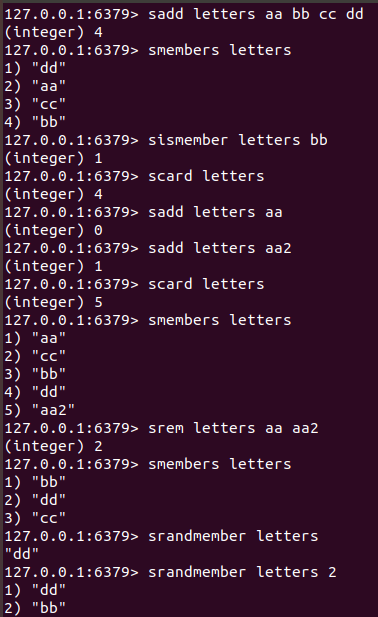 127.0.0.1:6379> sadd letters aa bb cc dd
(integer) 4
127.0.0.1:6379> smembers letters
1) "dd"
2) "aa"
3) "cc"
4) "bb"
127.0.0.1:6379> sismember letters bb
(integer) 1
127.0.0.1:6379> scard letters
(integer) 4
127.0.0.1:6379> sadd letters aa
(integer) 0
127.0.0.1:6379> sadd letters aa2
(integer) 1
127.0.0.1:6379> scard letters
(integer) 5
127.0.0.1:6379> smembers letters
1) "aa"
2) "cc"
3) "bb"
4) "dd"
5) "aa2"
127.0.0.1:6379> srem letters aa aa2
(integer) 2
127.0.0.1:6379> smembers letters
1) "bb"
2) "dd"
3) "cc"
127.0.0.1:6379> srandmember letters
"dd"
127.0.0.1:6379> srandmember letters 2
1) "dd"
2) "bb"